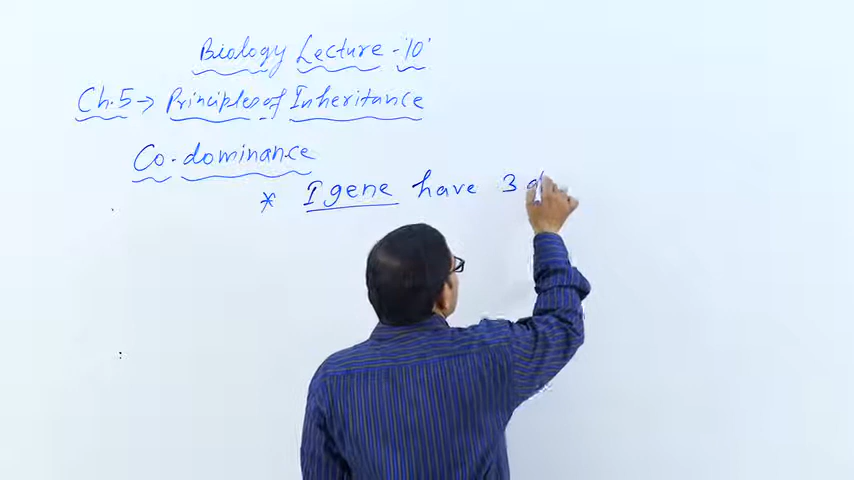 Biology Lecture - '10'
Ch. 5 → Principles of Inheritance
Co-dominance
* I gene have 3 a